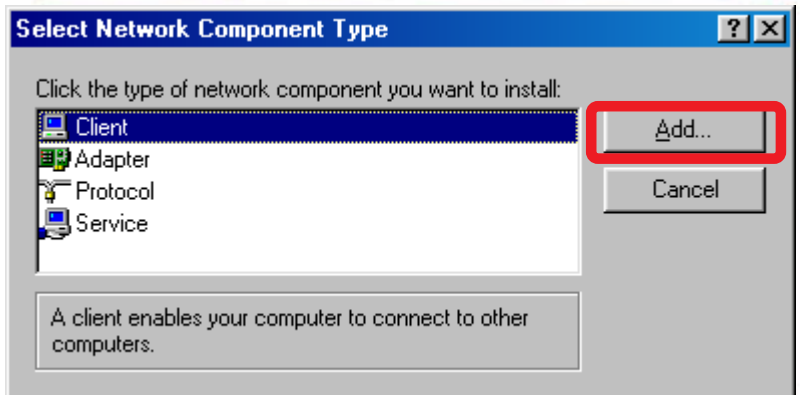 Select Network Component Type
Click the type of network component you want to install:
Client
Adapter
Protocol
Service
Add...
Cancel
A client enables your computer to connect to other
computers.